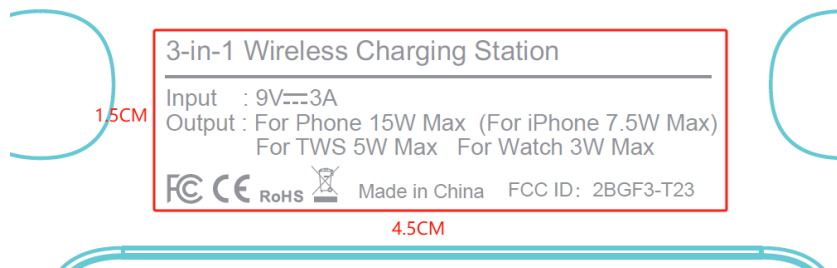 3-in-1 Wireless Charging Station
Input : 9V⎓3A
1.5CM
Output : For Phone 15W Max (For iPhone 7.5W Max)
For TWS 5W Max For Watch 3W Max
FC CE RoHS Made in China FCC ID: 2BGF3-T23
4.5CM